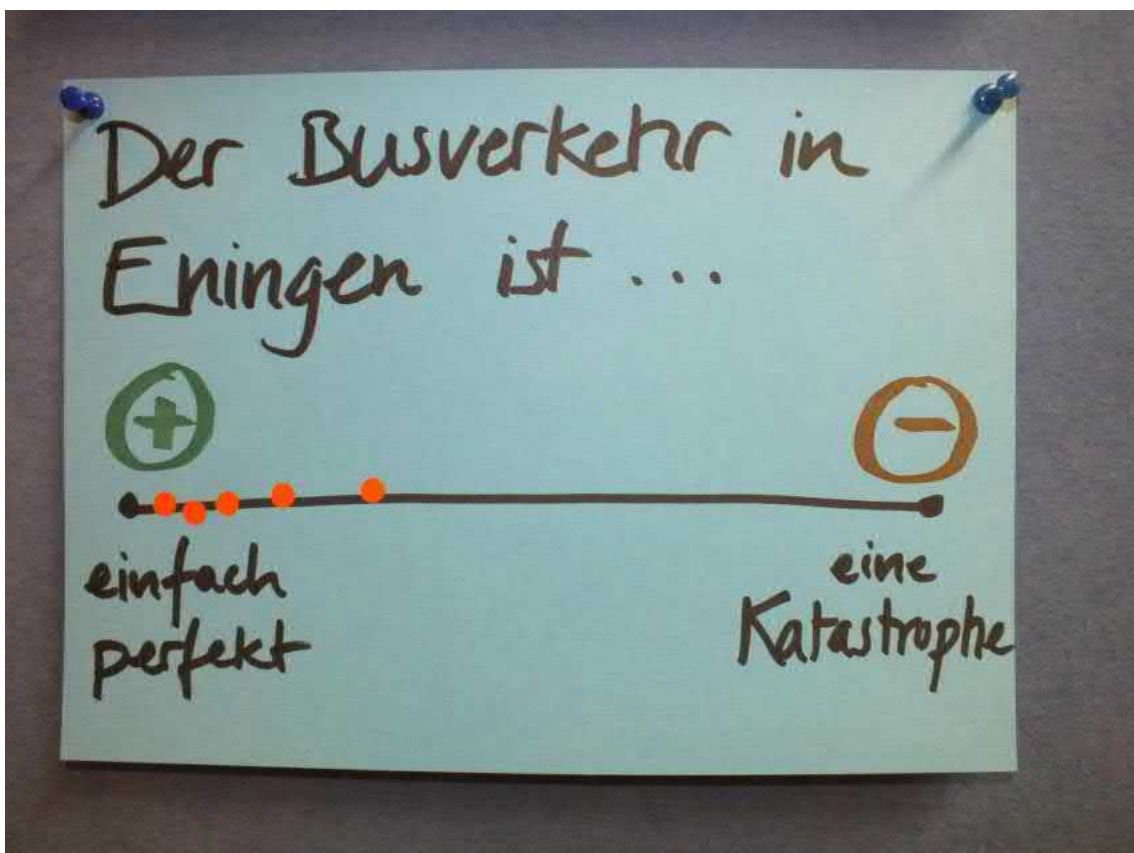 Der Busverkehr in
Eningen ist ...
+
-
einfach
perfekt
eine
Katastrophe